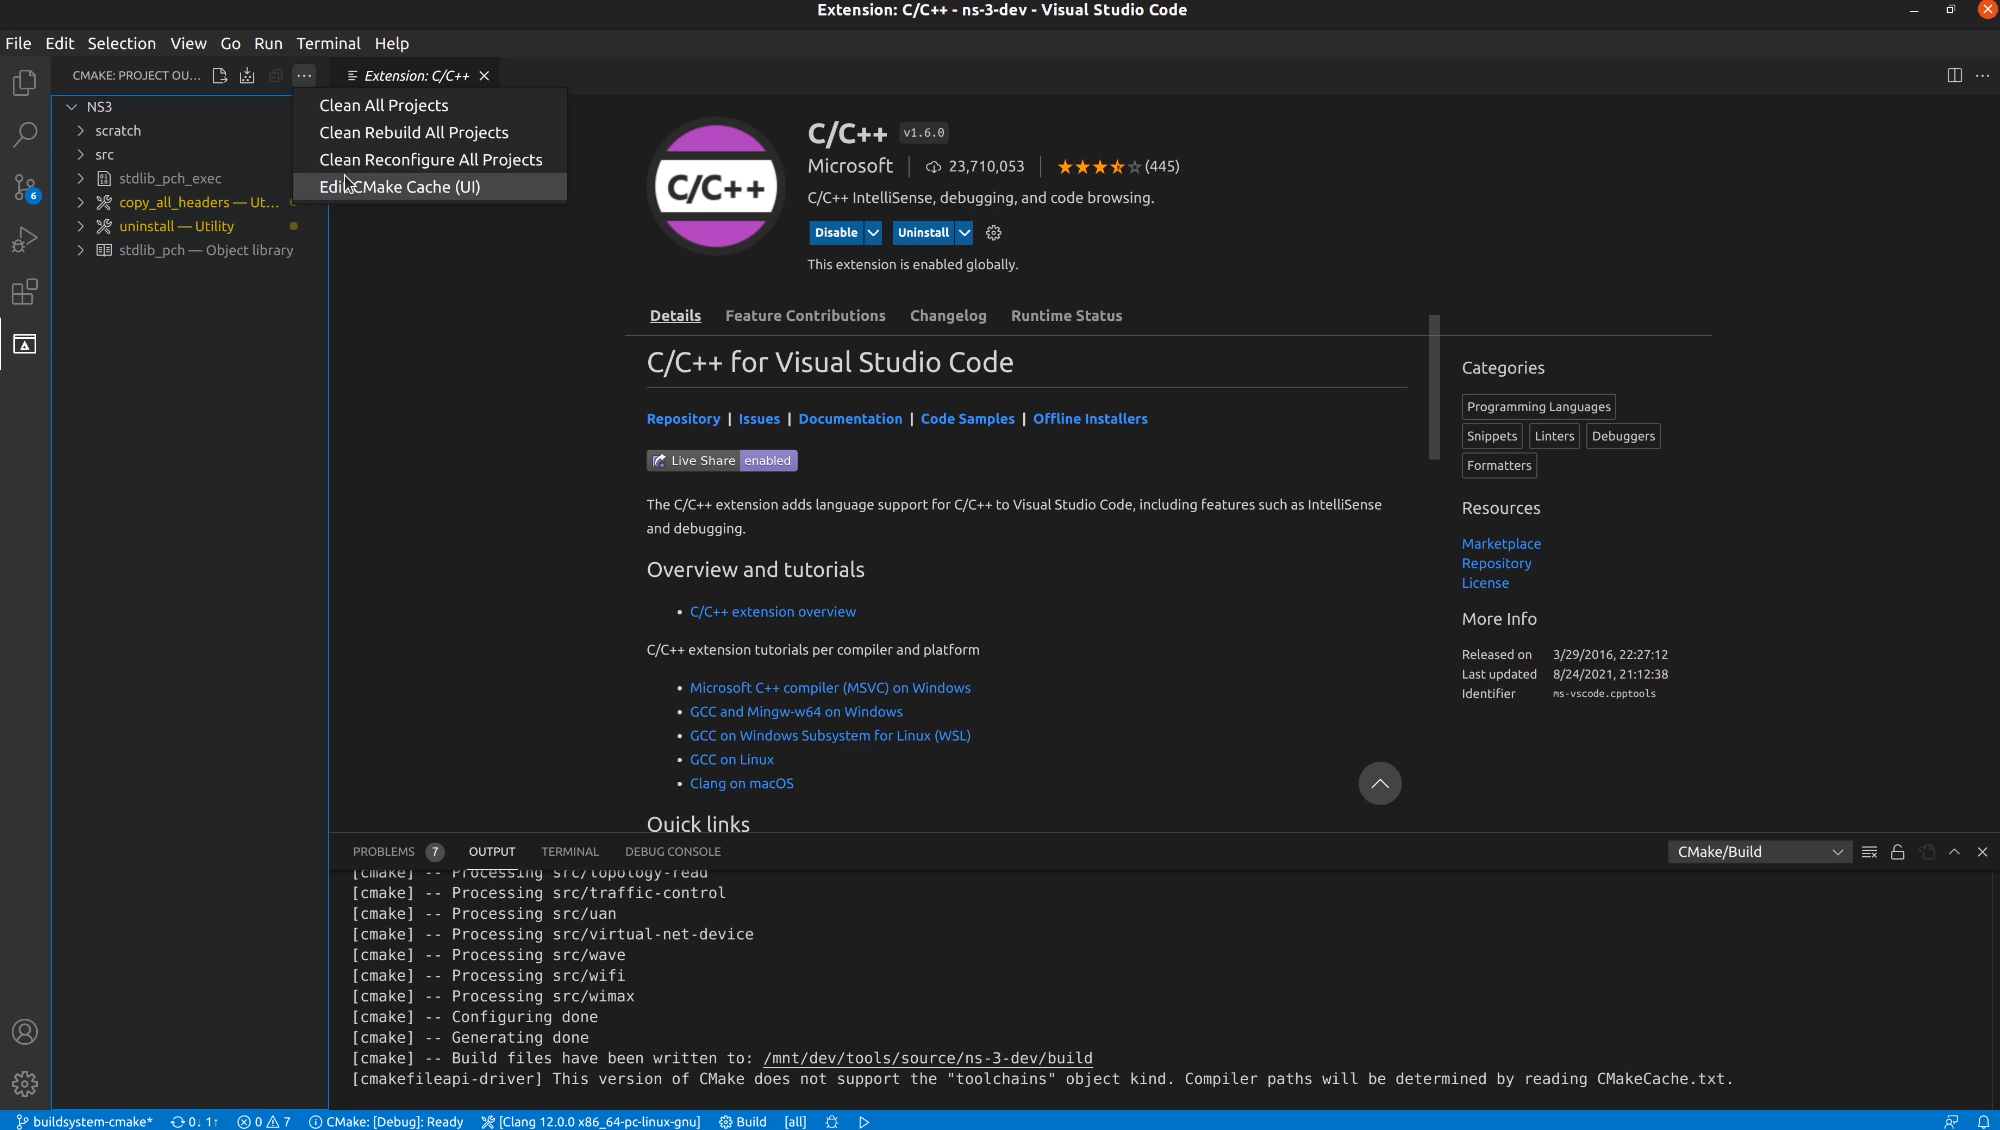 Extension: C/C++ - ns-3-dev - Visual Studio Code
File Edit Selection View Go Run Terminal Help
CMAKE: PROJECT OU...
Extension: C/C++
NS3
scratch
src
stdlib_pch_exec
copy_all_headers — Ut...
uninstall — Utility
stdlib_pch — Object library
Clean All Projects
Clean Rebuild All Projects
Clean Reconfigure All Projects
Edit CMake Cache (UI)
6
C/C++
C/C++ v1.6.0
Microsoft 23,710,053 (445)
C/C++ IntelliSense, debugging, and code browsing.
Disable Uninstall
This extension is enabled globally.
Details Feature Contributions Changelog Runtime Status
C/C++ for Visual Studio Code
Repository | Issues | Documentation | Code Samples | Offline Installers
Live Share enabled
The C/C++ extension adds language support for C/C++ to Visual Studio Code, including features such as IntelliSense
and debugging.
Overview and tutorials
• C/C++ extension overview
C/C++ extension tutorials per compiler and platform
• Microsoft C++ compiler (MSVC) on Windows
• GCC and Mingw-w64 on Windows
• GCC on Windows Subsystem for Linux (WSL)
• GCC on Linux
• Clang on macOS
Quick links
Categories
Programming Languages
Snippets Linters Debuggers
Formatters
Resources
Marketplace
Repository
License
More Info
Released on 3/29/2016, 22:27:12
Last updated 8/24/2021, 21:12:38
Identifier ms-vscode.cpptools
PROBLEMS 7 OUTPUT TERMINAL DEBUG CONSOLE CMake/Build
[cmake] -- Processing src/topology-read
[cmake] -- Processing src/traffic-control
[cmake] -- Processing src/uan
[cmake] -- Processing src/virtual-net-device
[cmake] -- Processing src/wave
[cmake] -- Processing src/wifi
[cmake] -- Processing src/wimax
[cmake] -- Configuring done
[cmake] -- Generating done
[cmake] -- Build files have been written to: /mnt/dev/tools/source/ns-3-dev/build
[cmakefileapi-driver] This version of CMake does not support the "toolchains" object kind. Compiler paths will be determined by reading CMakeCache.txt.
buildsystem-cmake* 0↓ 1↑ 0 7 CMake: [Debug]: Ready [Clang 12.0.0 x86_64-pc-linux-gnu] Build [all]